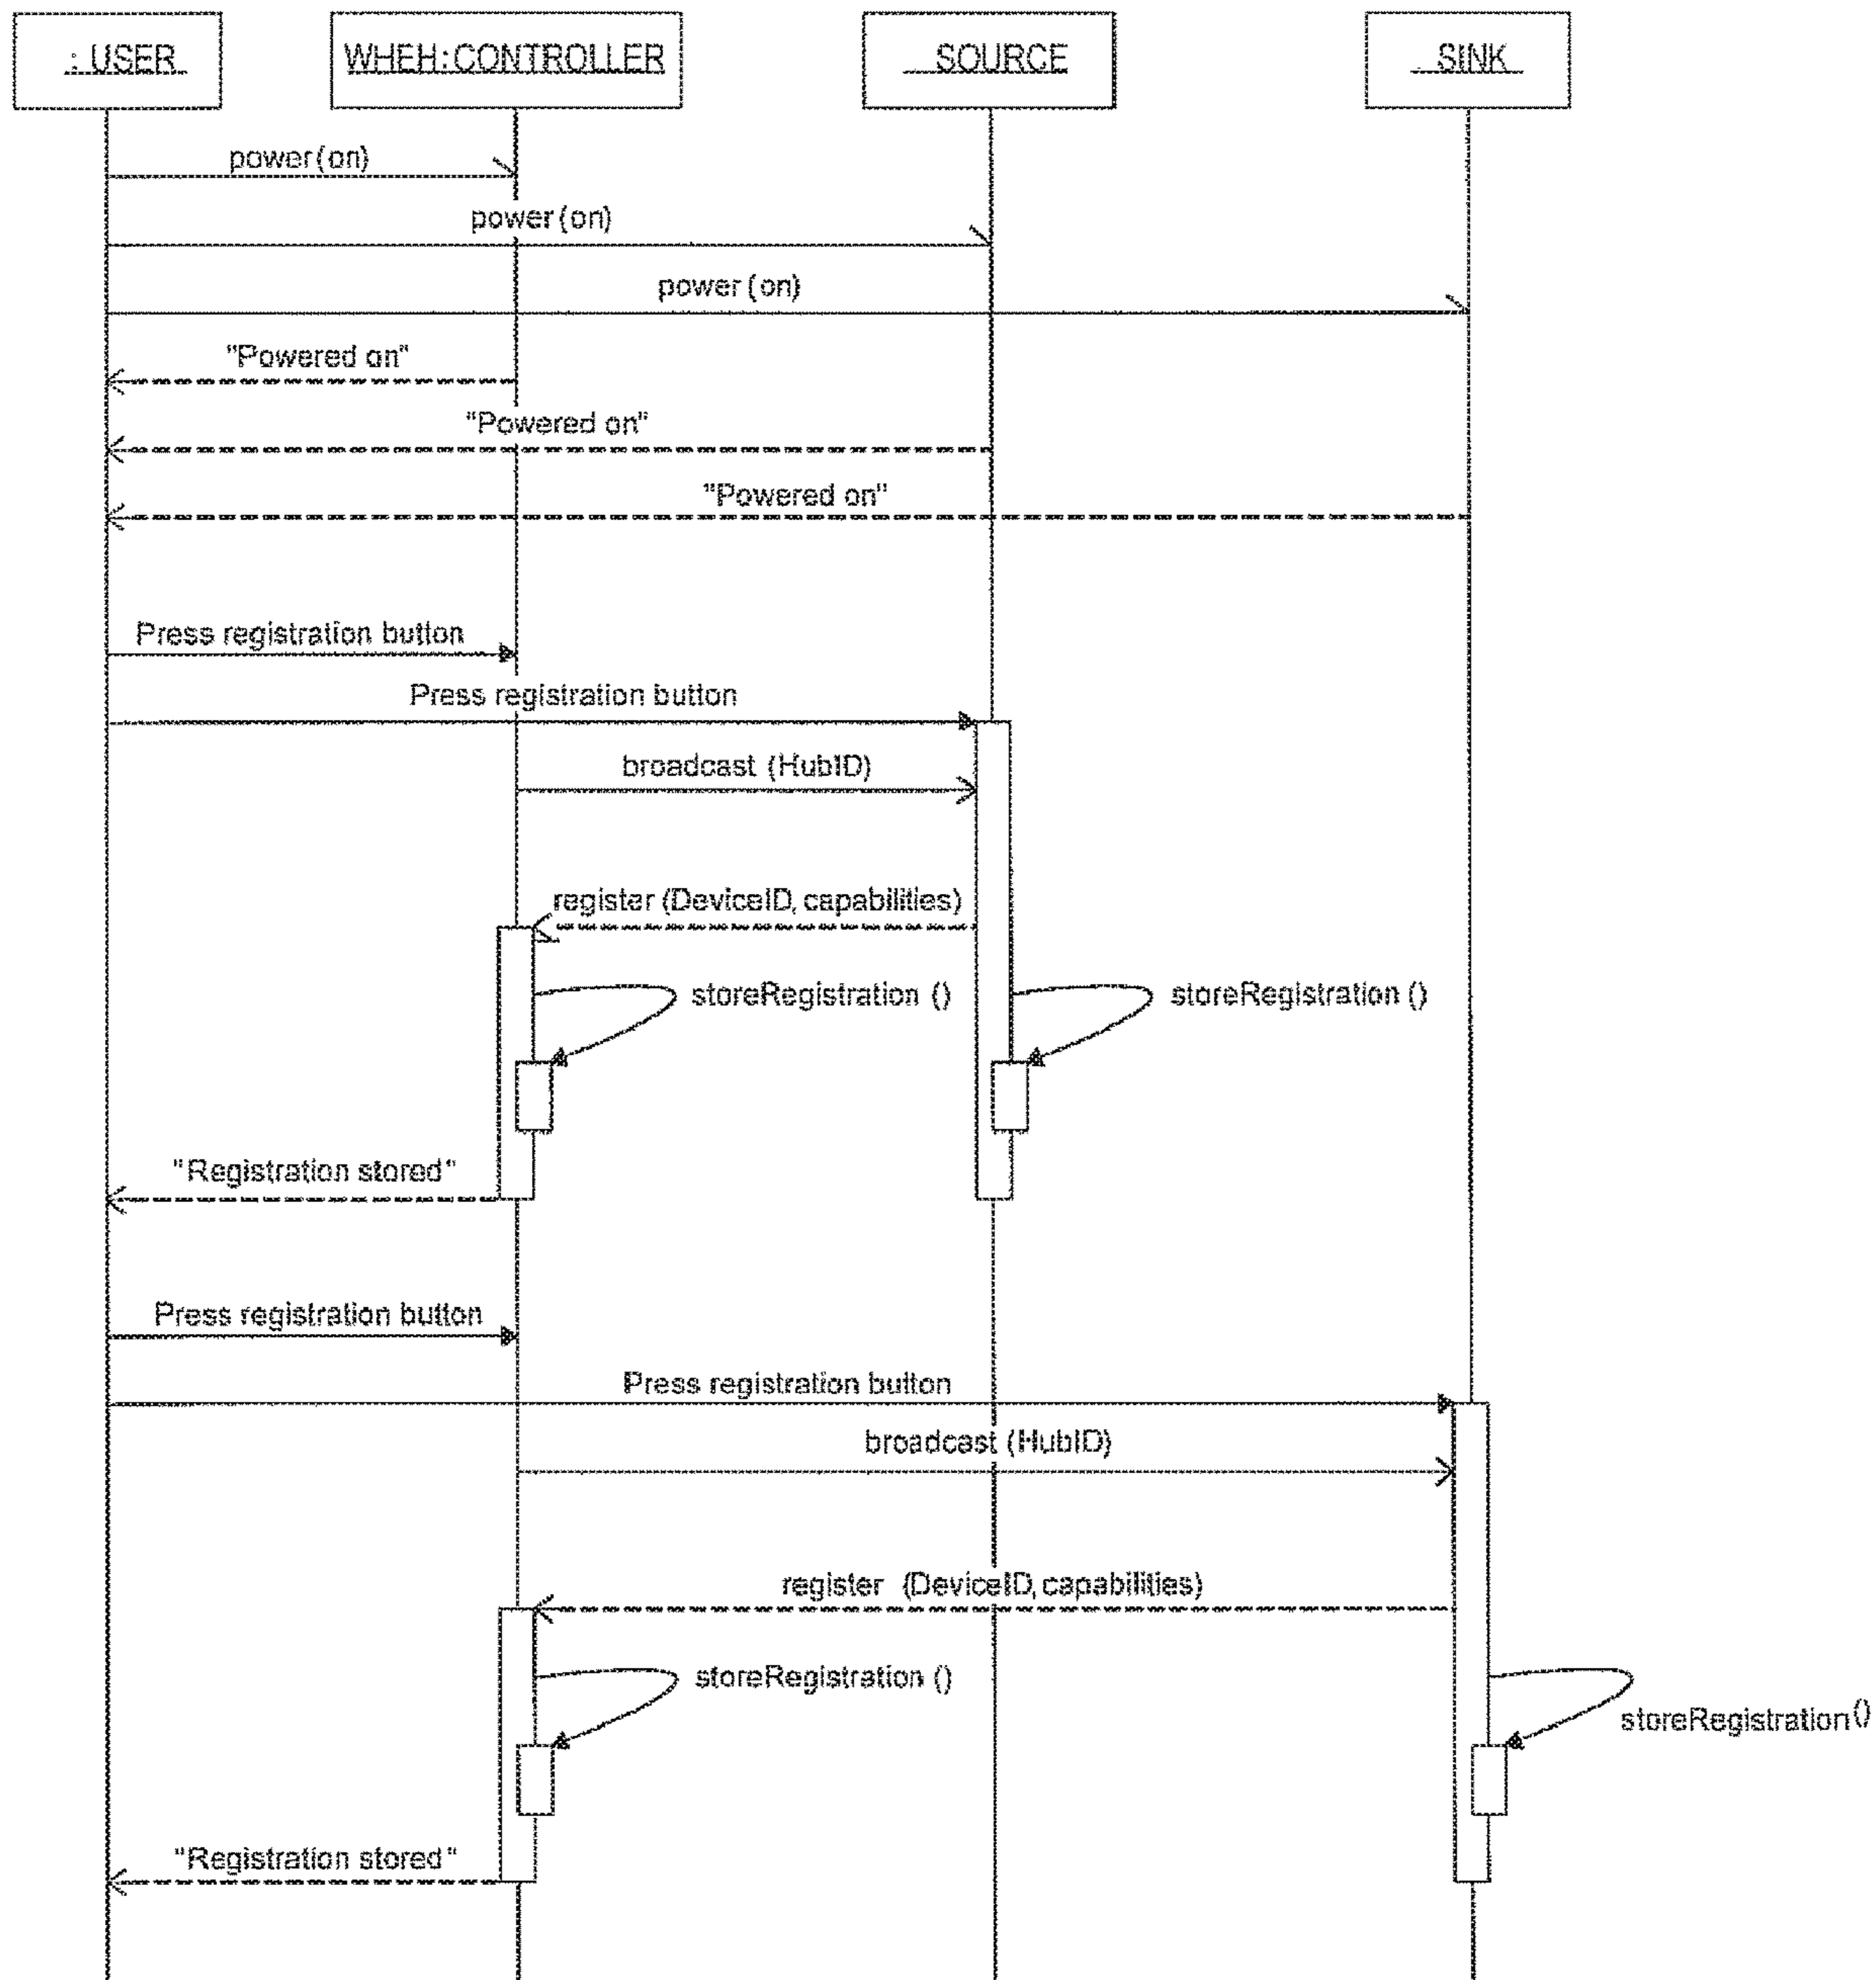 : USER
WHEH:CONTROLLER
SOURCE
SINK
power (on)
power (on)
power (on)
"Powered on"
"Powered on"
"Powered on"
Press registration button
Press registration button
broadcast (HubID)
register (DeviceID, capabilities)
storeRegistration ()
storeRegistration ()
"Registration stored"
Press registration button
Press registration button
broadcast (HubID)
register (DeviceID, capabilities)
storeRegistration ()
storeRegistration ()
"Registration stored"